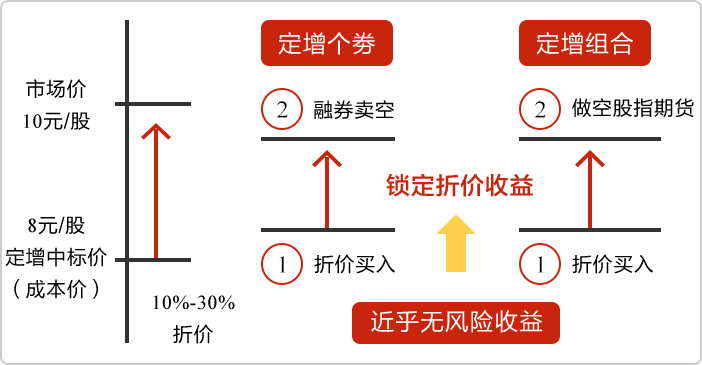 市场价
10元/股
8元/股
定增中标价
（成本价）
10%-30%
折价
定增个券
2 融券卖空
1 折价买入
定增组合
2 做空股指期货
1 折价买入
锁定折价收益
近乎无风险收益